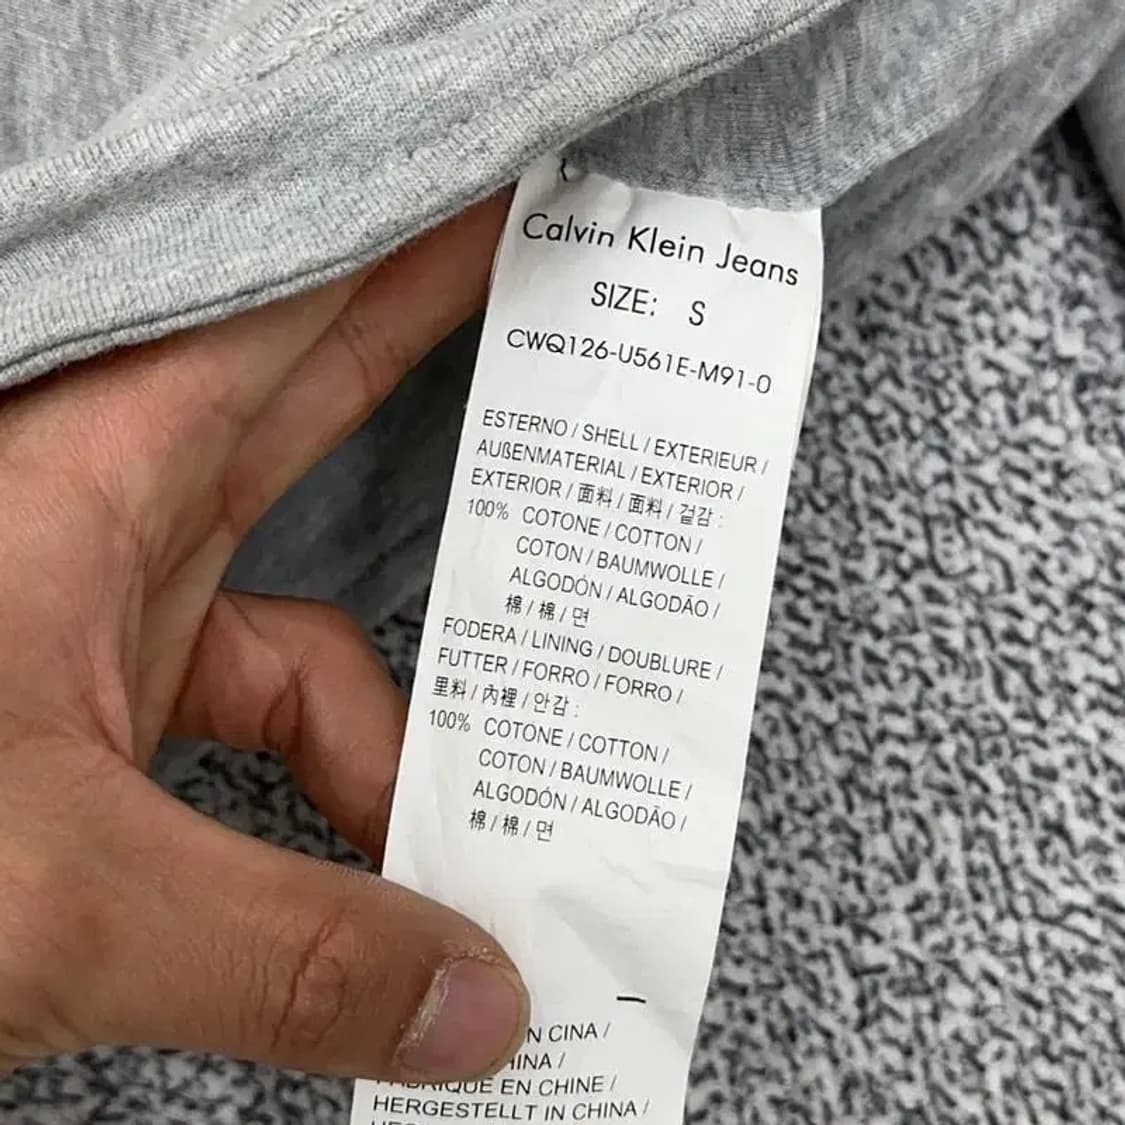 Calvin Klein Jeans
SIZE: S
CWQ126-U561E-M91-0
ESTERNO / SHELL / EXTERIEUR /
AUßENMATERIAL / EXTERIOR /
EXTERIOR / 面料 / 面料 / 겉감 :
100% COTONE / COTTON /
COTON / BAUMWOLLE /
ALGODÓN / ALGODÃO /
棉 / 棉 / 면
FODERA / LINING / DOUBLURE /
FUTTER / FORRO / FORRO /
里料 / 內裡 / 안감 :
100% COTONE / COTTON /
COTON / BAUMWOLLE /
ALGODÓN / ALGODÃO /
棉 / 棉 / 면
CINA /
FABRIQUE EN CHINE /
HERGESTELLT IN CHINA /